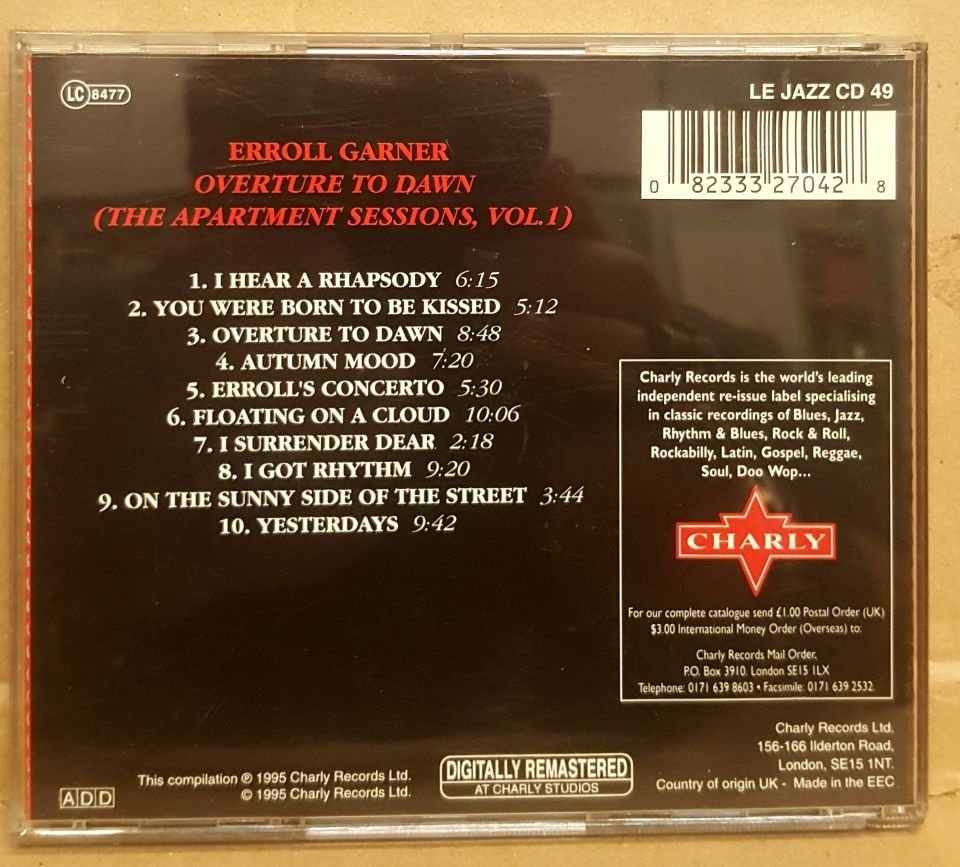 LC 8477
LE JAZZ CD 49
0 82333 27042 8
ERROLL GARNER
OVERTURE TO DAWN
(THE APARTMENT SESSIONS, VOL.1)
1. I HEAR A RHAPSODY 6:15
2. YOU WERE BORN TO BE KISSED 5:12
3. OVERTURE TO DAWN 8:48
4. AUTUMN MOOD 7:20
5. ERROLL'S CONCERTO 5:30
6. FLOATING ON A CLOUD 10:06
7. I SURRENDER DEAR 2:18
8. I GOT RHYTHM 9:20
9. ON THE SUNNY SIDE OF THE STREET 3:44
10. YESTERDAYS 9:42
Charly Records is the world's leading
independent re-issue label specialising
in classic recordings of Blues, Jazz,
Rhythm & Blues, Rock & Roll,
Rockabilly, Latin, Gospel, Reggae,
Soul, Doo Wop...
CHARLY
For our complete catalogue send £1.00 Postal Order (UK)
$3.00 International Money Order (Overseas) to:
Charly Records Mail Order,
P.O. Box 3910. London SE15 1LX
Telephone: 0171 639 8603 • Facsimile: 0171 639 2532
Charly Records Ltd.
156-166 Ilderton Road,
London, SE15 1NT.
Country of origin UK - Made in the EEC
DIGITALLY REMASTERED
AT CHARLY STUDIOS
This compilation ℗ 1995 Charly Records Ltd.
© 1995 Charly Records Ltd.
ADD